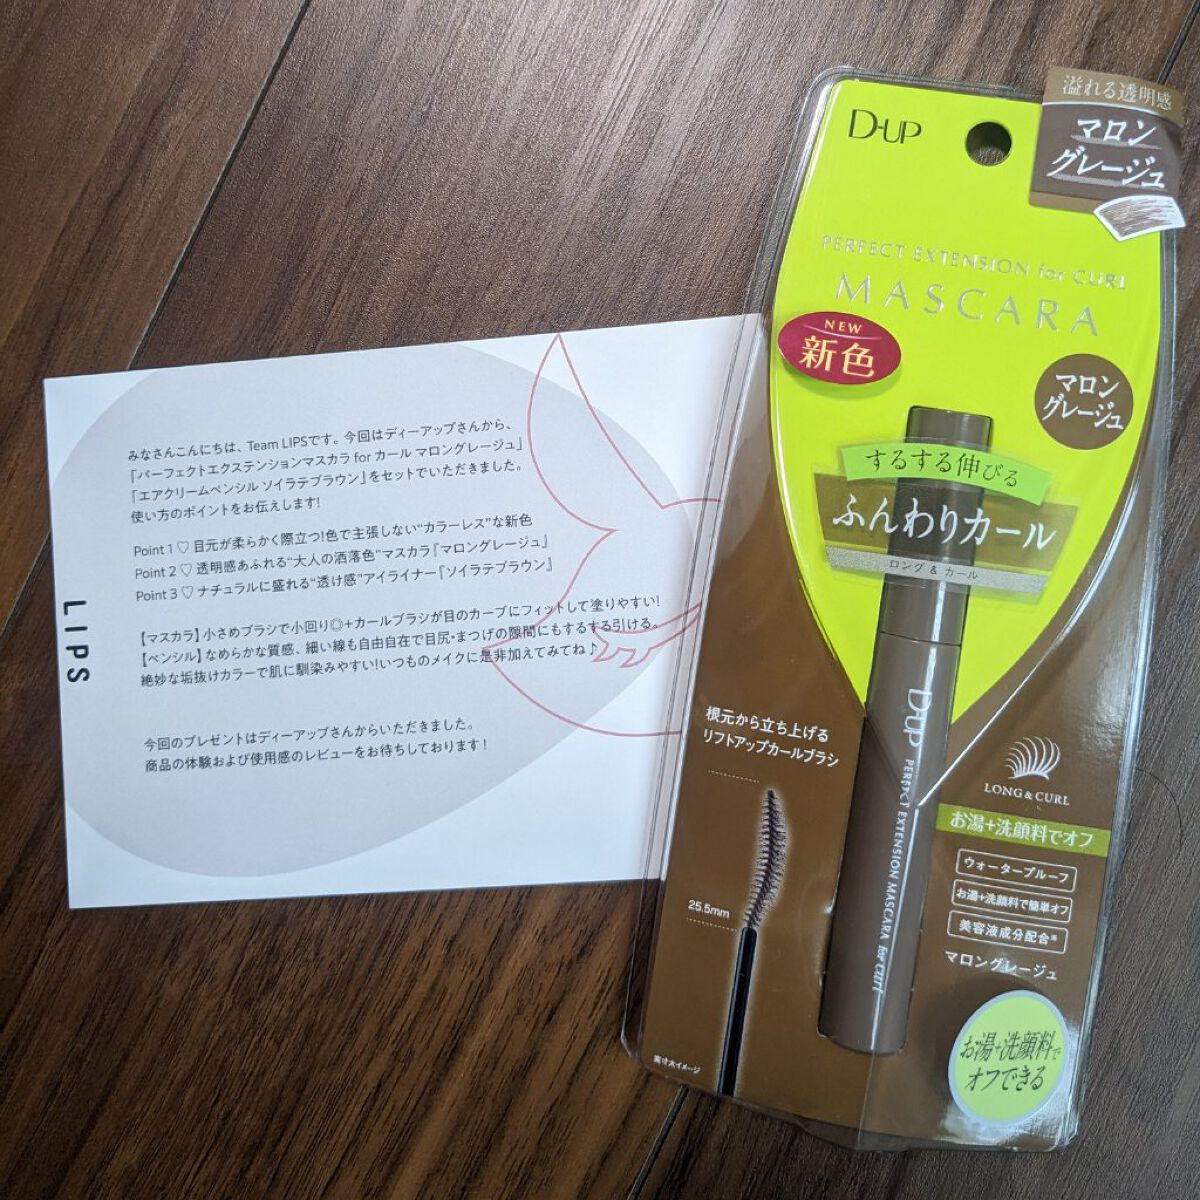 みなさんこんにちは、Team LIPSです。今回はディーアップさんから、
「パーフェクトエクステンションマスカラ for カール マロングレージュ」
「エアクリームペンシル ソイラテブラウン」をセットでいただきました。
使い方のポイントをお伝えします!
Point 1 ♡ 目元が柔らかく際立つ!色で主張しない“カラーレス”な新色
Point 2 ♡ 透明感あふれる“大人の洒落色”マスカラ『マロングレージュ』
Point 3 ♡ ナチュラルに盛れる“透け感”アイライナー『ソイラテブラウン』
【マスカラ】小さめブラシで小回り◎+カールブラシが目のカーブにフィットして塗りやすい!
【ペンシル】なめらかな質感、細い線も自由自在で目尻・まつげの隙間にもするする引ける。
絶妙な垢抜けカラーで肌に馴染みやすい!いつものメイクに是非加えてみてね♪
今回のプレゼントはディーアップさんからいただきました。
商品の体験および使用感のレビューをお待ちしております!
LIPS
D-UP
溢れる透明感
マロン
グレージュ
PERFECT EXTENSION for CURL
MASCARA
NEW
新色
マロン
グレージュ
するする伸びる
ふんわりカール
ロング & カール
D-UP PERFECT EXTENSION MASCARA for curl
根元から立ち上げる
リフトアップカールブラシ
25.5mm
実寸大イメージ
LONG & CURL
お湯+洗顔料でオフ
ウォータープルーフ
お湯+洗顔料で簡単オフ
美容液成分配合※
マロングレージュ
お湯+洗顔料で
オフできる